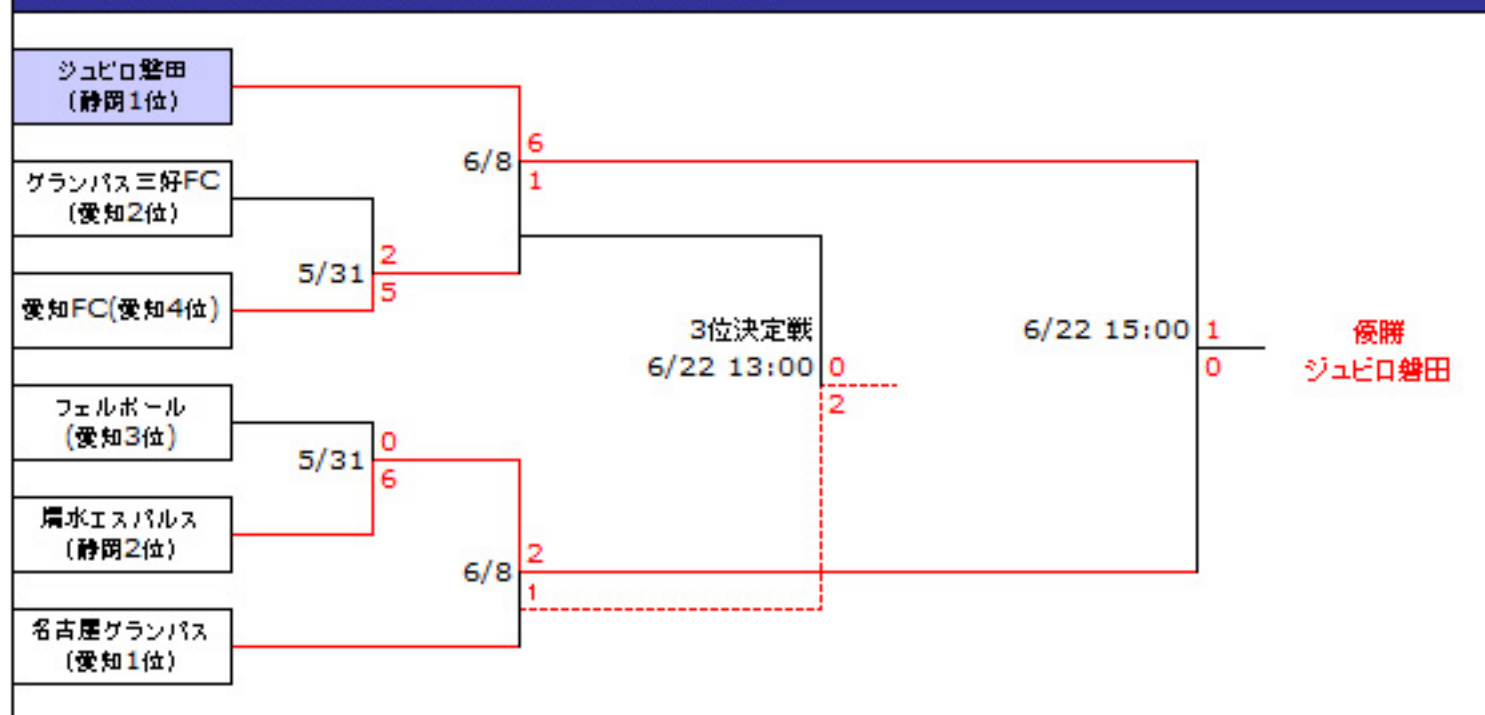 ジュビロ磐田
(静岡1位)
6/8
6
1
グランパス三好FC
(愛知2位)
5/31
2
5
愛知FC(愛知4位)
3位決定戦
6/22 13:00
0
2
6/22 15:00
1
0
優勝
ジュビロ磐田
フェルボール
(愛知3位)
5/31
0
6
清水エスパルス
(静岡2位)
6/8
2
1
名古屋グランパス
(愛知1位)